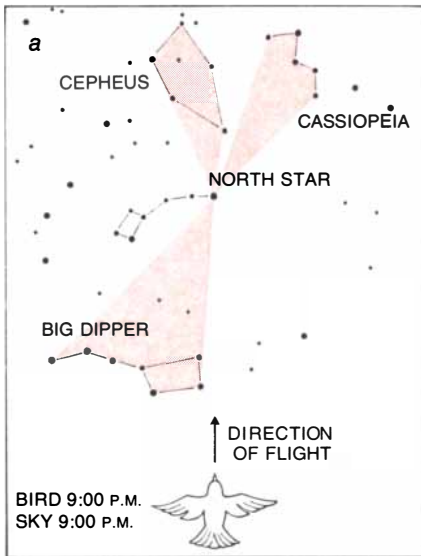 a
CEPHEUS
CASSIOPEIA
NORTH STAR
BIG DIPPER
DIRECTION
OF FLIGHT
BIRD 9:00 P.M.
SKY 9:00 P.M.